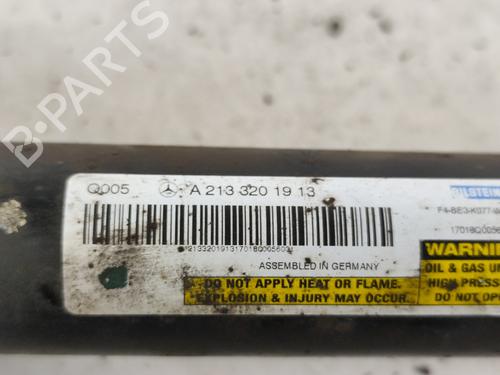 Q005 A 213 320 19 13
BILSTEIN
ASSEMBLED IN GERMANY
DO NOT APPLY HEAT OR FLAME.
EXPLOSION & INJURY MAY OCCUR.
WARNING
OIL & GAS
HIGH PRESS
DO NOT OP
B-PARTS